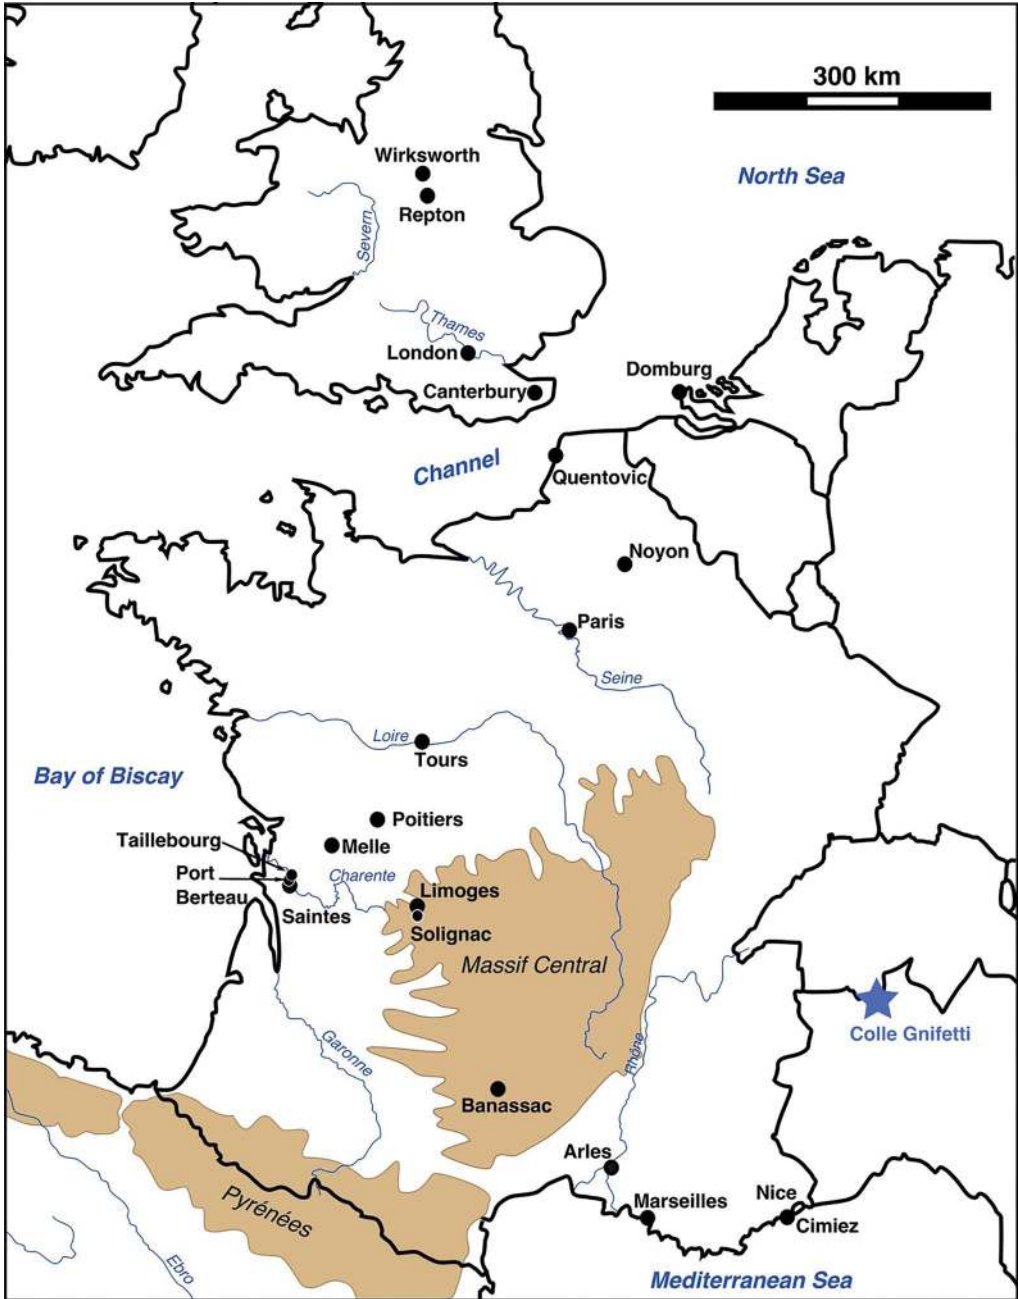 300 km
Wirksworth
North Sea
Repton
Severn
Thames
London
Domburg
Canterbury
Channel
Quentovic
Noyon
Paris
Seine
Loire
Tours
Bay of Biscay
Poitiers
Taillebourg
Melle
Port
Berteau
Charente
Limoges
Saintes
Solignac
Massif Central
Colle Gnifetti
Garonne
Rhône
Banassac
Arles
Pyrénées
Marseilles
Nice
Cimiez
Ebro
Mediterranean Sea